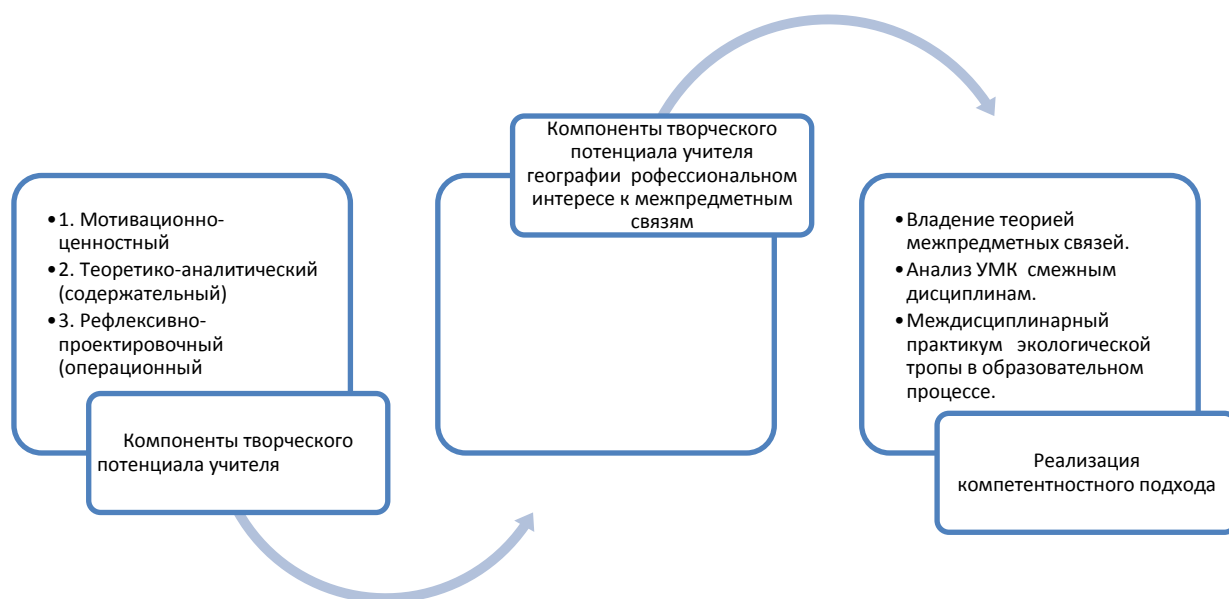 •1. Мотивационно-
ценностный
•2. Теоретико-аналитический
(содержательный)
•3. Рефлексивно-
проектировочный
(операционный
Компоненты творческого
потенциала учителя
Компоненты творческого
потенциала учителя
географии рофессиональном
интересе к межпредметным
связям
•Владение теорией
межпредметных связей.
•Анализ УМК смежным
дисциплинам.
•Междисциплинарный
практикум экологической
тропы в образовательном
процессе.
Реализация
компетентностного подхода